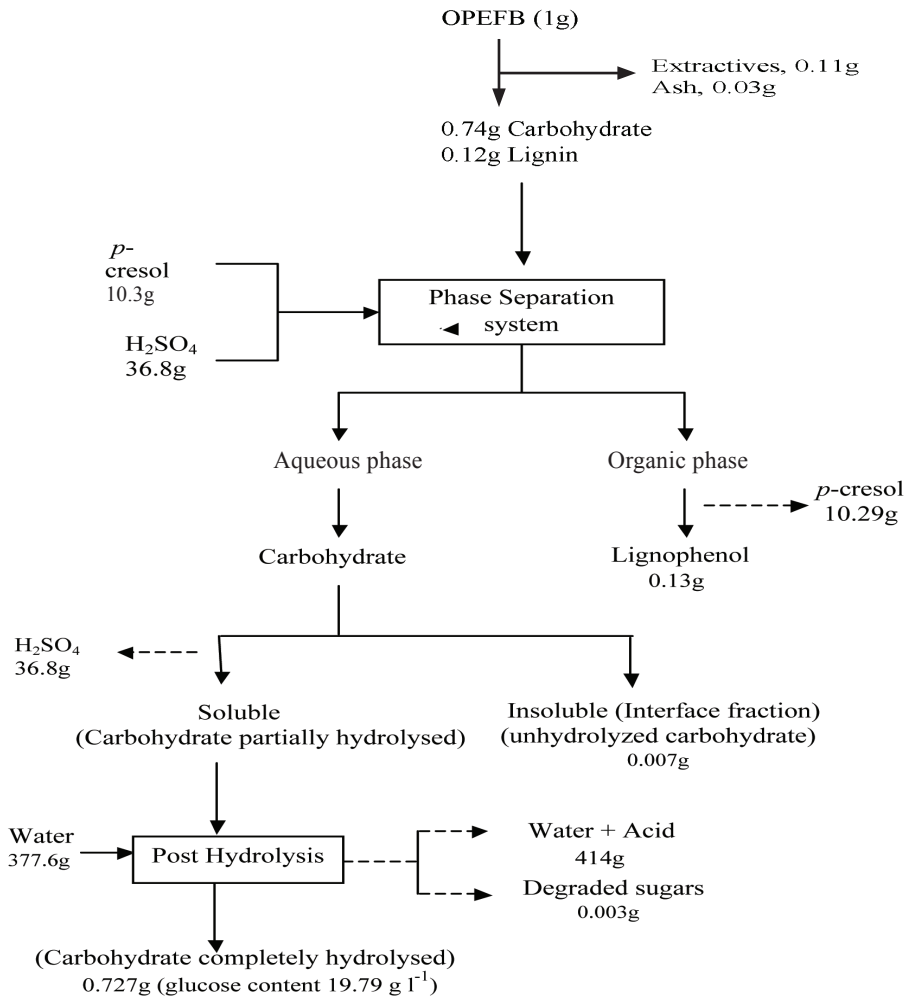 OPEFB (1g)
Extractives, 0.11g
Ash, 0.03g
0.74g Carbohydrate
0.12g Lignin
p-
cresol
10.3g
H₂SO₄
36.8g
Phase Separation
system
Aqueous phase
Organic phase
p-cresol
10.29g
Carbohydrate
Lignophenol
0.13g
H₂SO₄
36.8g
Soluble
(Carbohydrate partially hydrolysed)
Insoluble (Interface fraction)
(unhydrolyzed carbohydrate)
0.007g
Water
377.6g
Post Hydrolysis
Water + Acid
414g
Degraded sugars
0.003g
(Carbohydrate completely hydrolysed)
0.727g (glucose content 19.79 g l⁻¹)